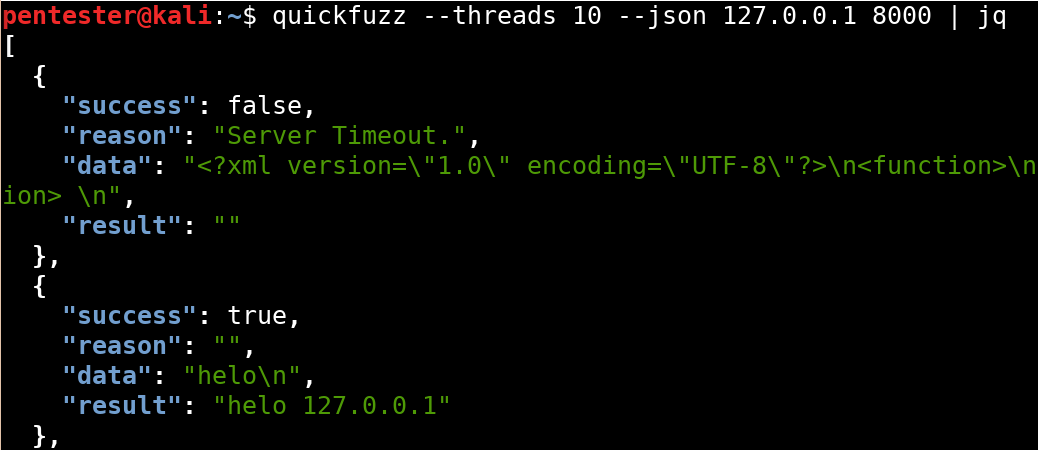 pentester@kali:~$ quickfuzz --threads 10 --json 127.0.0.1 8000 | jq
[
  {
    "success": false,
    "reason": "Server Timeout.",
    "data": "<?xml version=\"1.0\" encoding=\"UTF-8\"?>\n<function>\n
ion> \n",
    "result": ""
  },
  {
    "success": true,
    "reason": "",
    "data": "helo\n",
    "result": "helo 127.0.0.1"
  },